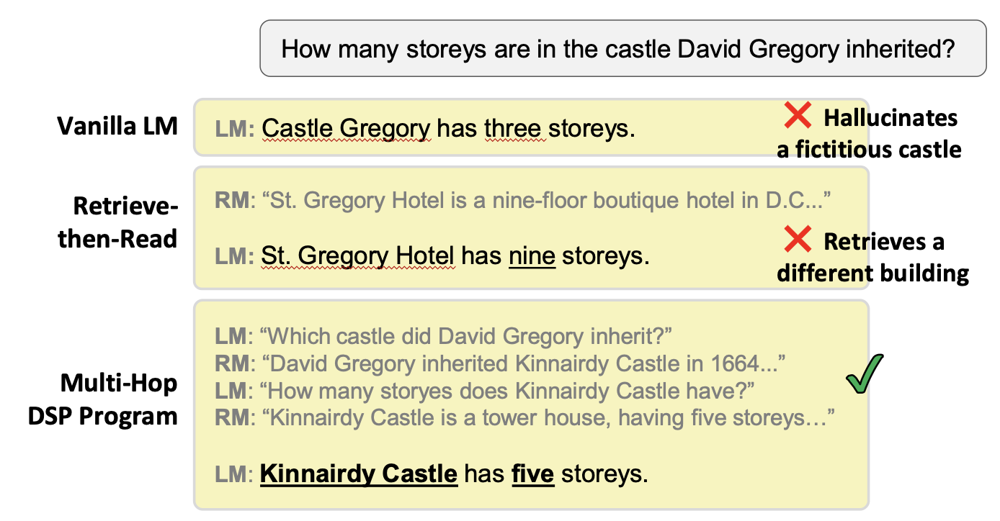 How many storeys are in the castle David Gregory inherited?
Vanilla LM
LM: Castle Gregory has three storeys.
❌ Hallucinates
a fictitious castle
Retrieve-
then-Read
RM: “St. Gregory Hotel is a nine-floor boutique hotel in D.C...”
LM: St. Gregory Hotel has nine storeys.
❌ Retrieves a
different building
Multi-Hop
DSP Program
LM: “Which castle did David Gregory inherit?”
RM: “David Gregory inherited Kinnairdy Castle in 1664...”
LM: “How many storyes does Kinnairdy Castle have?”
RM: “Kinnairdy Castle is a tower house, having five storeys…”
LM: Kinnairdy Castle has five storeys.